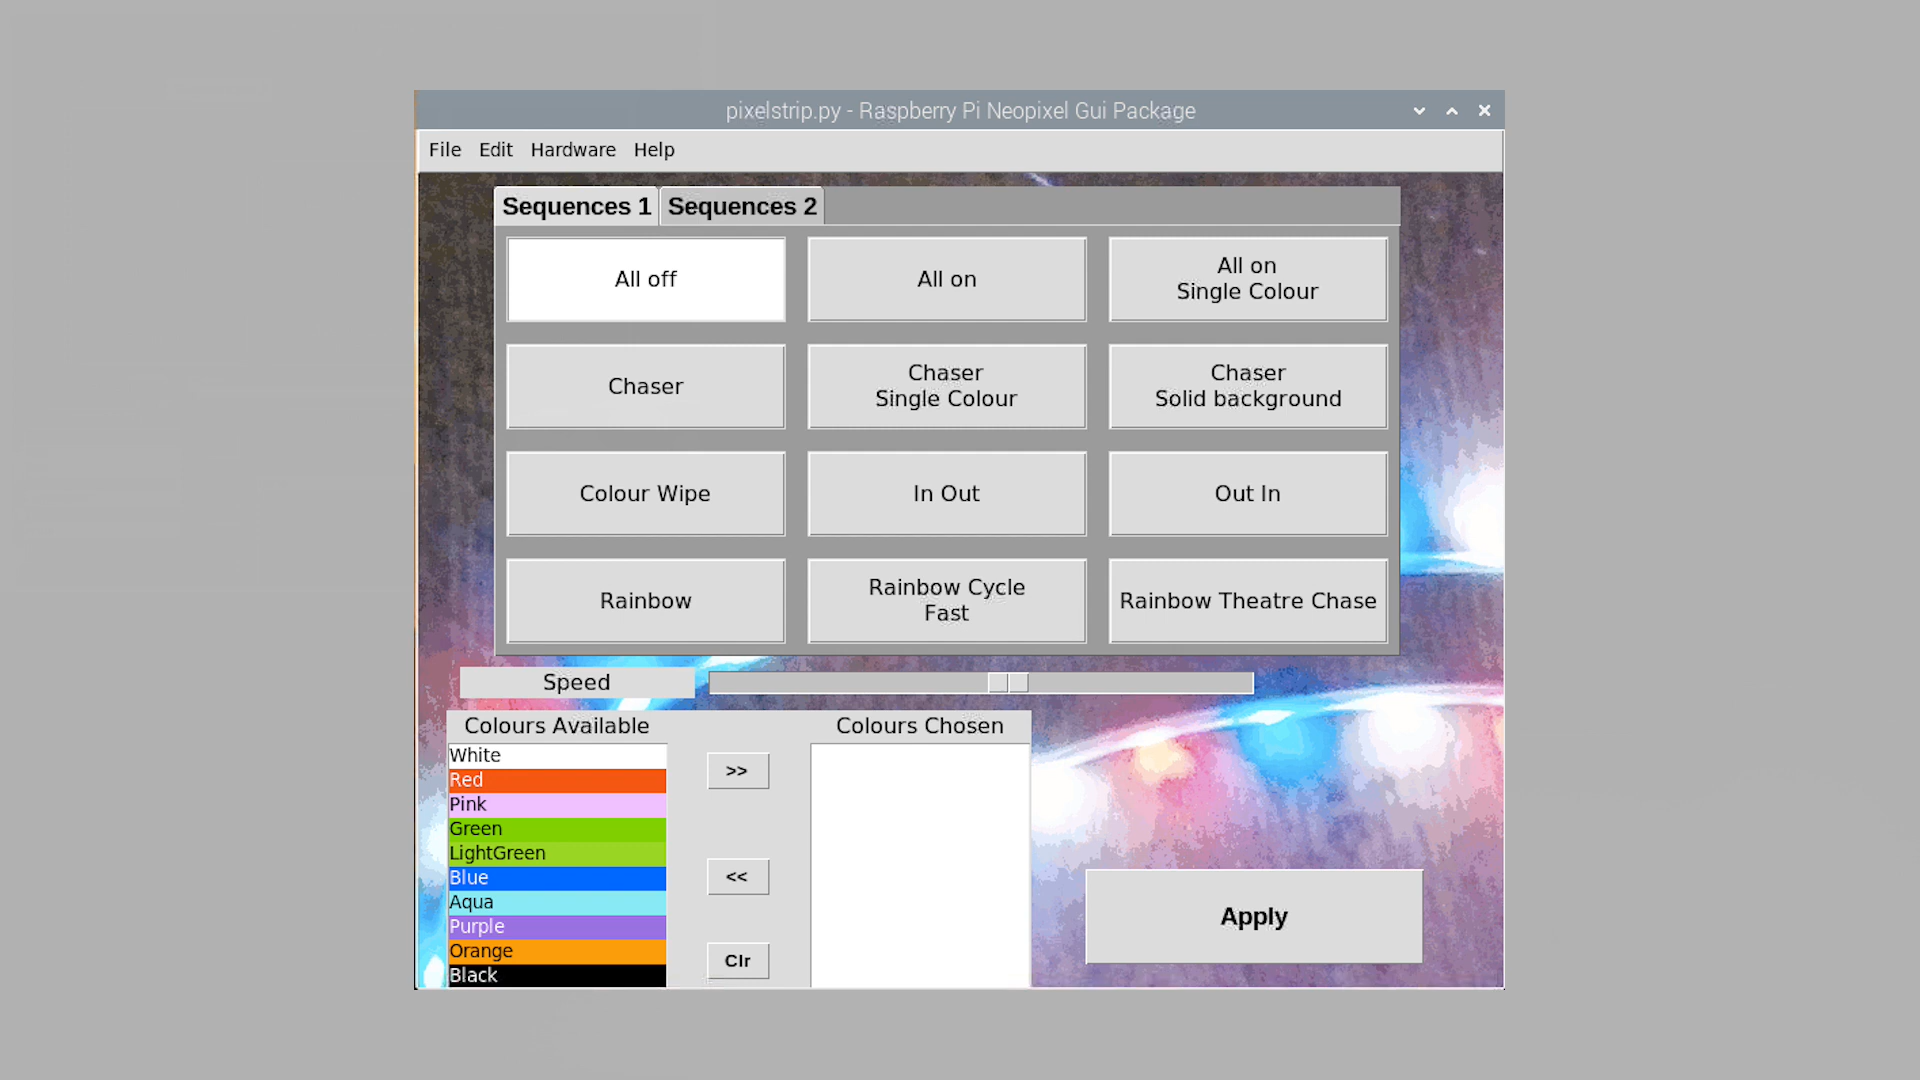 pixelstrip.py - Raspberry Pi Neopixel Gui Package
File Edit Hardware Help
Sequences 1 Sequences 2
All off
All on
All on
Single Colour
Chaser
Chaser
Single Colour
Chaser
Solid background
Colour Wipe
In Out
Out In
Rainbow
Rainbow Cycle
Fast
Rainbow Theatre Chase
Speed
Colours Available
White
Red
Pink
Green
LightGreen
Blue
Aqua
Purple
Orange
Black
>>
<<
Clr
Colours Chosen
Apply